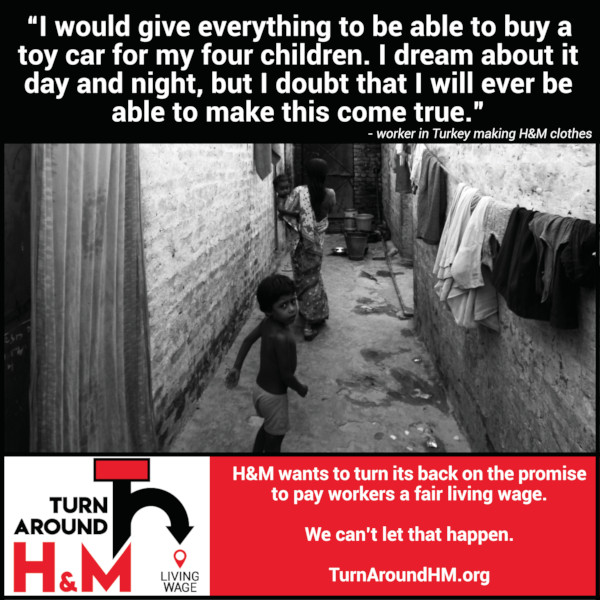 “I would give everything to be able to buy a
toy car for my four children. I dream about it
day and night, but I doubt that I will ever be
able to make this come true."
- worker in Turkey making H&M clothes
TURN
AROUND
H&M
LIVING
WAGE
H&M wants to turn its back on the promise
to pay workers a fair living wage.
We can't let that happen.
TurnAroundHM.org